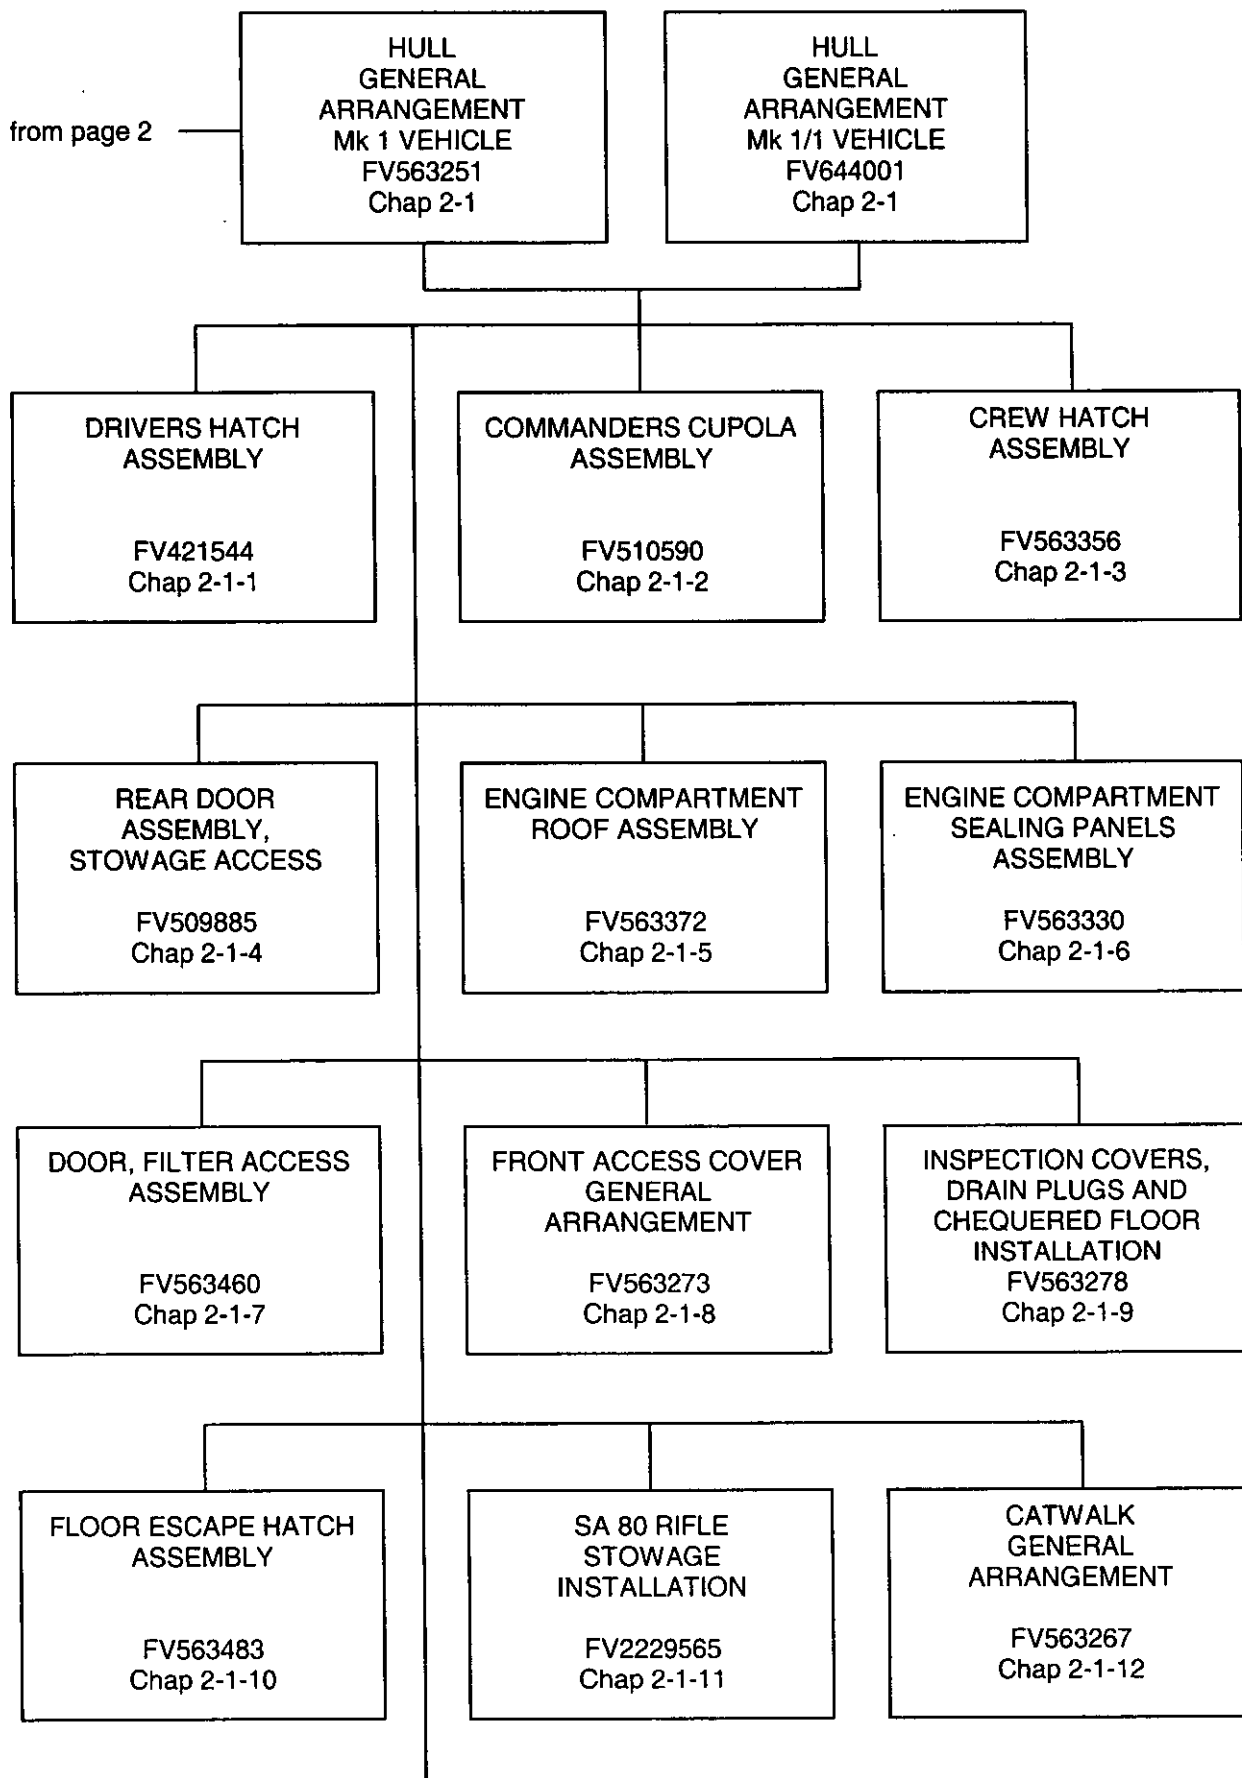 HULL
GENERAL
ARRANGEMENT
Mk 1 VEHICLE
FV563251
Chap 2-1
HULL
GENERAL
ARRANGEMENT
Mk 1/1 VEHICLE
FV644001
Chap 2-1
from page 2
DRIVERS HATCH
ASSEMBLY
FV421544
Chap 2-1-1
COMMANDERS CUPOLA
ASSEMBLY
FV510590
Chap 2-1-2
CREW HATCH
ASSEMBLY
FV563356
Chap 2-1-3
REAR DOOR
ASSEMBLY,
STOWAGE ACCESS
FV509885
Chap 2-1-4
ENGINE COMPARTMENT
ROOF ASSEMBLY
FV563372
Chap 2-1-5
ENGINE COMPARTMENT
SEALING PANELS
ASSEMBLY
FV563330
Chap 2-1-6
DOOR, FILTER ACCESS
ASSEMBLY
FV563460
Chap 2-1-7
FRONT ACCESS COVER
GENERAL
ARRANGEMENT
FV563273
Chap 2-1-8
INSPECTION COVERS,
DRAIN PLUGS AND
CHEQUERED FLOOR
INSTALLATION
FV563278
Chap 2-1-9
FLOOR ESCAPE HATCH
ASSEMBLY
FV563483
Chap 2-1-10
SA 80 RIFLE
STOWAGE
INSTALLATION
FV2229565
Chap 2-1-11
CATWALK
GENERAL
ARRANGEMENT
FV563267
Chap 2-1-12